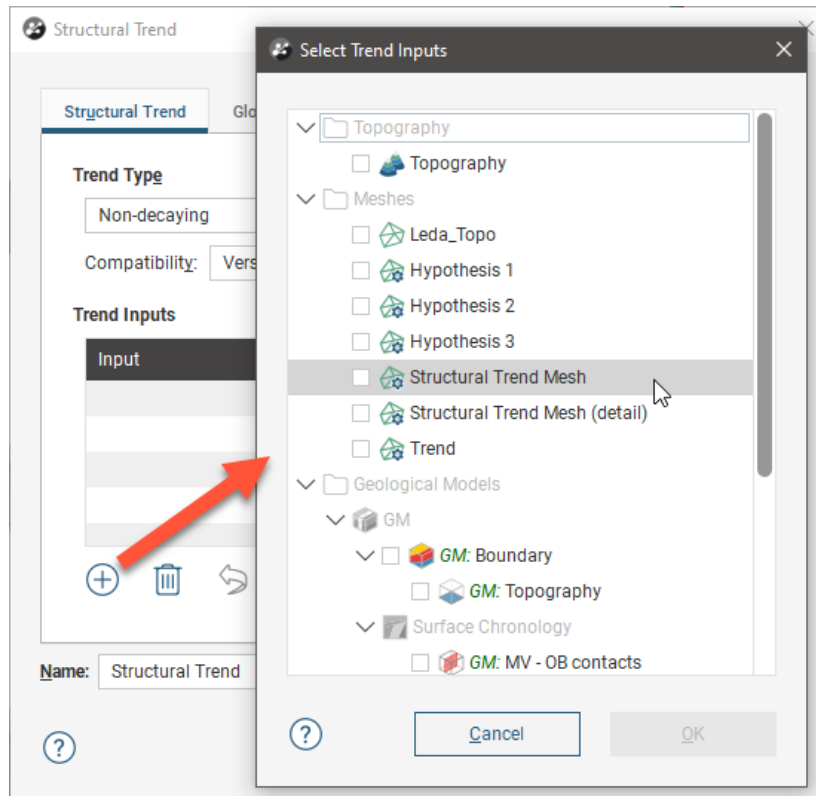 Structural Trend
Select Trend Inputs
Structural Trend
Glo
Trend Type
Non-decaying
Compatibility: Vers
Trend Inputs
Input
Name: Structural Trend
Topography
Topography
Meshes
Leda_Topo
Hypothesis 1
Hypothesis 2
Hypothesis 3
Structural Trend Mesh
Structural Trend Mesh (detail)
Trend
Geological Models
GM
GM: Boundary
GM: Topography
Surface Chronology
GM: MV - OB contacts
Cancel
OK